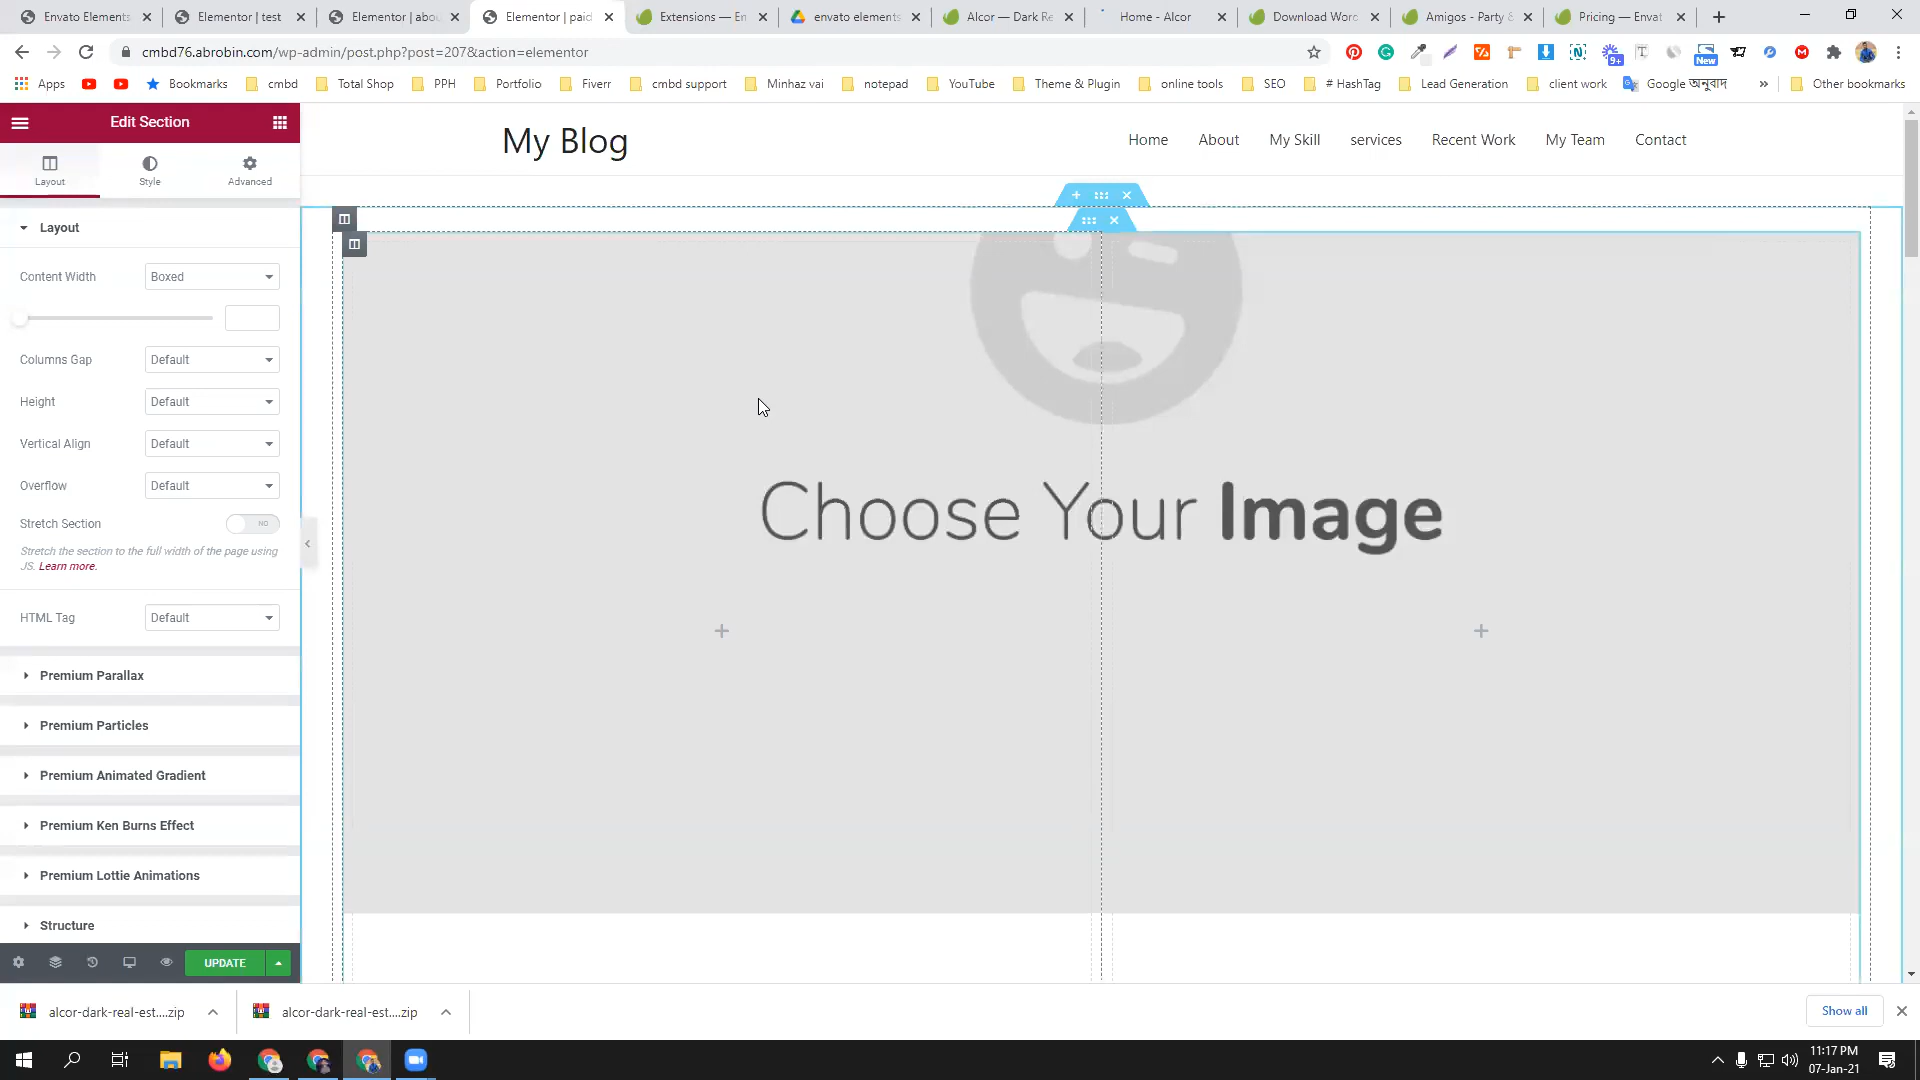 Envato Elements
Elementor | test
Elementor | abou
Elementor | paid
Extensions — En
envato elements
Alcor — Dark Re
Home - Alcor
Download Word
Amigos - Party &
Pricing — Envat
cmbd76.abrobin.com/wp-admin/post.php?post=207&action=elementor
9+
New
Apps
Bookmarks
cmbd
Total Shop
PPH
Portfolio
Fiverr
cmbd support
Minhaz vai
notepad
YouTube
Theme & Plugin
online tools
SEO
# HashTag
Lead Generation
client work
Google অনুবাদ
»
Other bookmarks
Edit Section
Layout
Style
Advanced
Layout
Content Width
Boxed
Columns Gap
Default
Height
Default
Vertical Align
Default
Overflow
Default
Stretch Section
NO
Stretch the section to the full width of the page using
JS. Learn more.
HTML Tag
Default
Premium Parallax
Premium Particles
Premium Animated Gradient
Premium Ken Burns Effect
Premium Lottie Animations
Structure
UPDATE
My Blog
Home
About
My Skill
services
Recent Work
My Team
Contact
Choose Your Image
alcor-dark-real-est....zip
alcor-dark-real-est....zip
Show all
11:17 PM
07-Jan-21